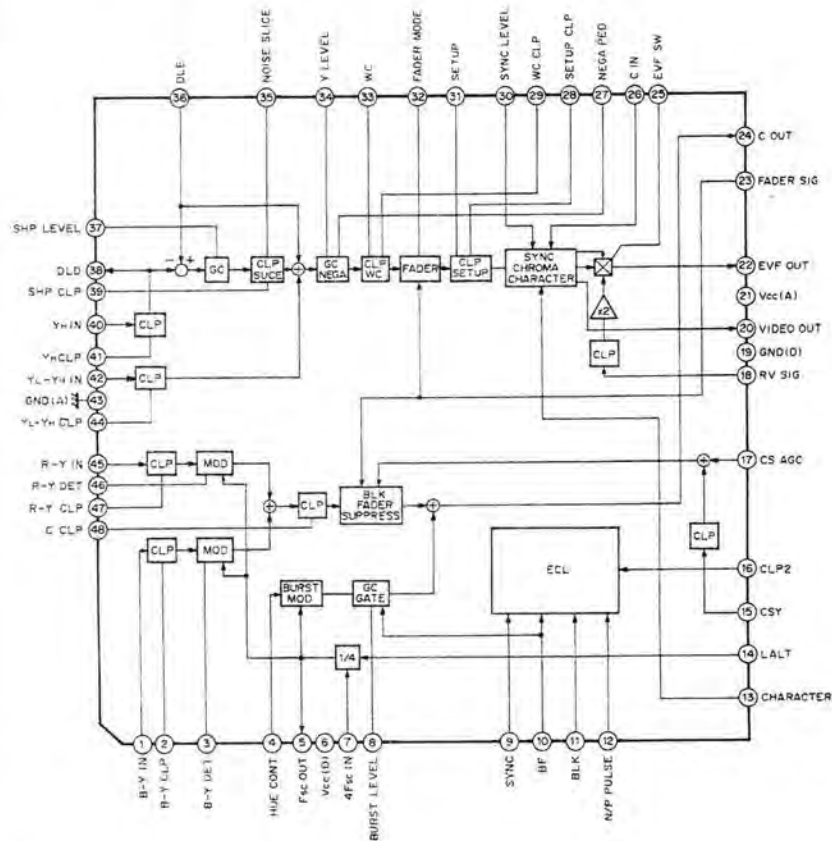 DLE
NOISE SLICE
Y LEVEL
WC
FADER MODE
SETUP
SYNC LEVEL
WC CLP
SETUP CLP
NEGA PED
C IN
EVF SW
36
35
34
33
32
31
30
29
28
27
26
25
24 C OUT
23 FADER SIG
SHP LEVEL 37
DLD 38
- +
GC
CLP SLICE
+
GC NEGA
CLP WC
FADER
CLP SETUP
SYNC CHROMA CHARACTER
22 EVF OUT
SHP CLP 39
21 Vcc(A)
YH IN 40
CLP
×2
20 VIDEO OUT
YH CLP 41
19 GND(D)
YL-YH IN 42
CLP
CLP
18 RV SIG
GND(A) 43
YL-YH CLP 44
R-Y IN 45
CLP
MOD
+
17 CS AGC
R-Y DET 46
R-Y CLP 47
+
CLP
BLK FADER SUPPRESS
+
C CLP 48
CLP
CLP
MOD
ECL
16 CLP2
BURST MOD
GC GATE
15 CSY
1/4
14 LALT
13 CHARACTER
1
2
3
4
5
6
7
8
9
10
11
12
B-Y IN
B-Y CLP
B-Y DET
HUE CONT
Fsc OUT
Vcc(D)
4Fsc IN
BURST LEVEL
SYNC
BF
BLK
N/P PULSE